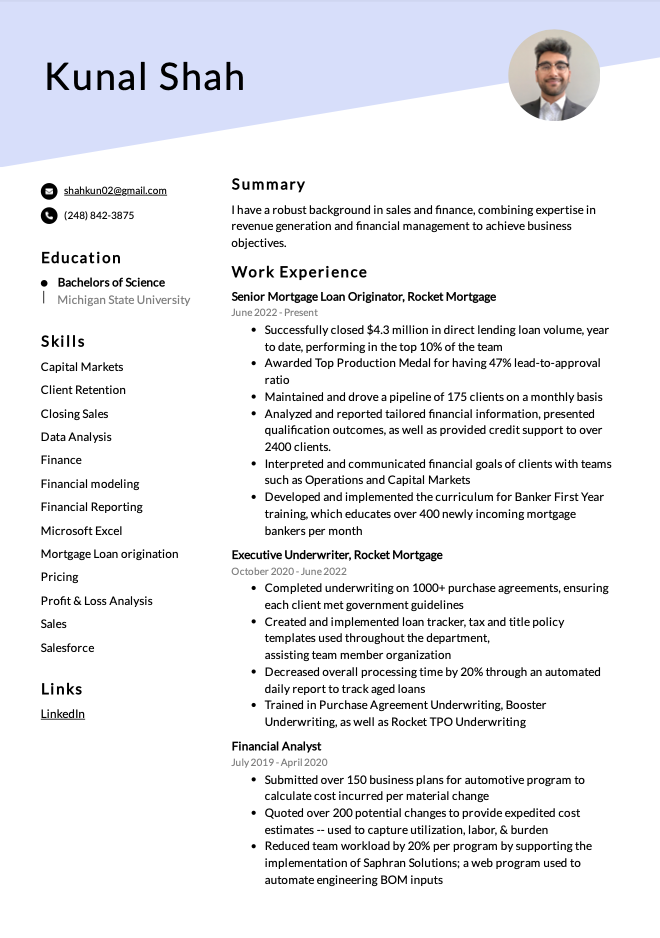 Kunal Shah
shahkun02@gmail.com
(248) 842-3875
Education
Bachelors of Science
Michigan State University
Skills
Capital Markets
Client Retention
Closing Sales
Data Analysis
Finance
Financial modeling
Financial Reporting
Microsoft Excel
Mortgage Loan origination
Pricing
Profit & Loss Analysis
Sales
Salesforce
Links
LinkedIn
Summary
I have a robust background in sales and finance, combining expertise in
revenue generation and financial management to achieve business
objectives.
Work Experience
Senior Mortgage Loan Originator, Rocket Mortgage
June 2022 - Present
• Successfully closed $4.3 million in direct lending loan volume, year
to date, performing in the top 10% of the team
• Awarded Top Production Medal for having 47% lead-to-approval
ratio
• Maintained and drove a pipeline of 175 clients on a monthly basis
• Analyzed and reported tailored financial information, presented
qualification outcomes, as well as provided credit support to over
2400 clients.
• Interpreted and communicated financial goals of clients with teams
such as Operations and Capital Markets
• Developed and implemented the curriculum for Banker First Year
training, which educates over 400 newly incoming mortgage
bankers per month
Executive Underwriter, Rocket Mortgage
October 2020 - June 2022
• Completed underwriting on 1000+ purchase agreements, ensuring
each client met government guidelines
• Created and implemented loan tracker, tax and title policy
templates used throughout the department,
assisting team member organization
• Decreased overall processing time by 20% through an automated
daily report to track aged loans
• Trained in Purchase Agreement Underwriting, Booster
Underwriting, as well as Rocket TPO Underwriting
Financial Analyst
July 2019 - April 2020
• Submitted over 150 business plans for automotive program to
calculate cost incurred per material change
• Quoted over 200 potential changes to provide expedited cost
estimates -- used to capture utilization, labor, & burden
• Reduced team workload by 20% per program by supporting the
implementation of Saphran Solutions; a web program used to
automate engineering BOM inputs